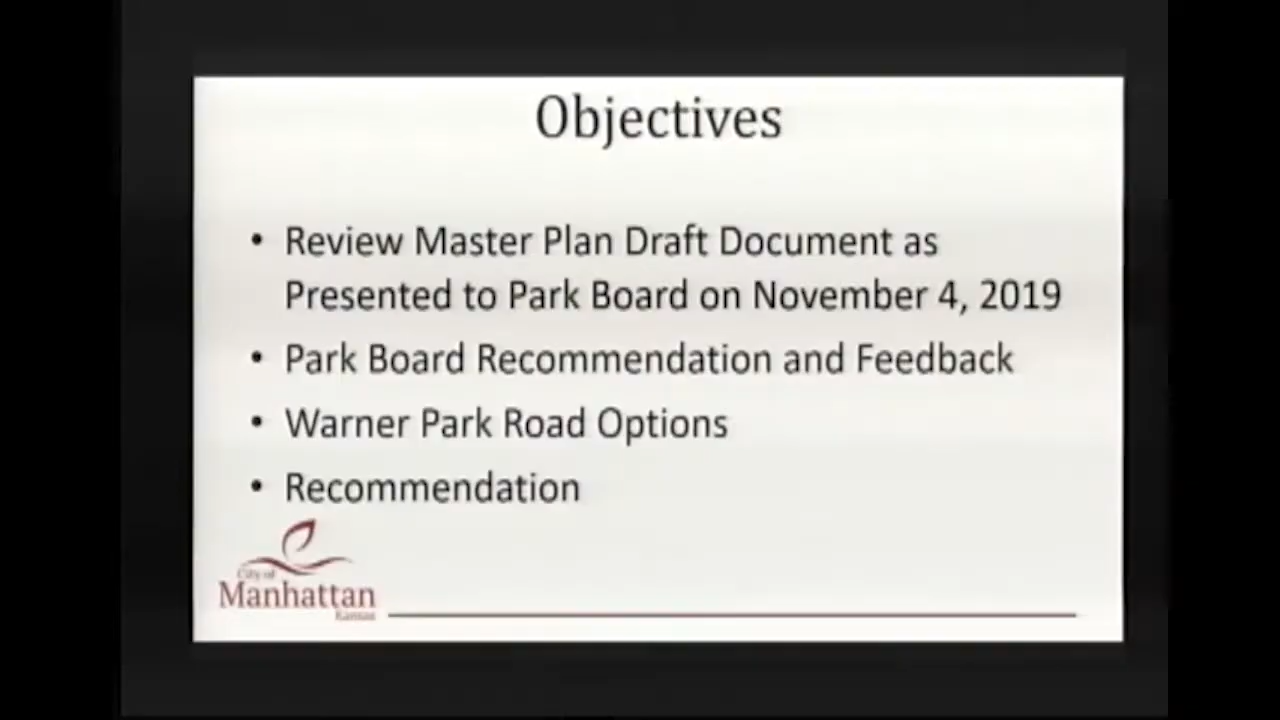 Objectives
• Review Master Plan Draft Document as
Presented to Park Board on November 4, 2019
• Park Board Recommendation and Feedback
• Warner Park Road Options
• Recommendation
City of
Manhattan
Kansas